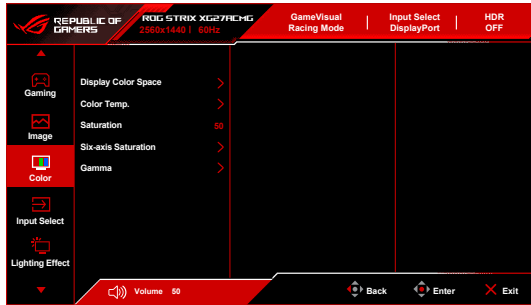 REPUBLIC OF
GAMERS
ROG STRIX XG27ACMG
2560x1440 | 60Hz
GameVisual
Racing Mode
Input Select
DisplayPort
HDR
OFF
Gaming
Image
Color
Input Select
Lighting Effect
Display Color Space
Color Temp.
Saturation 50
Six-axis Saturation
Gamma
Volume 50
Back
Enter
Exit